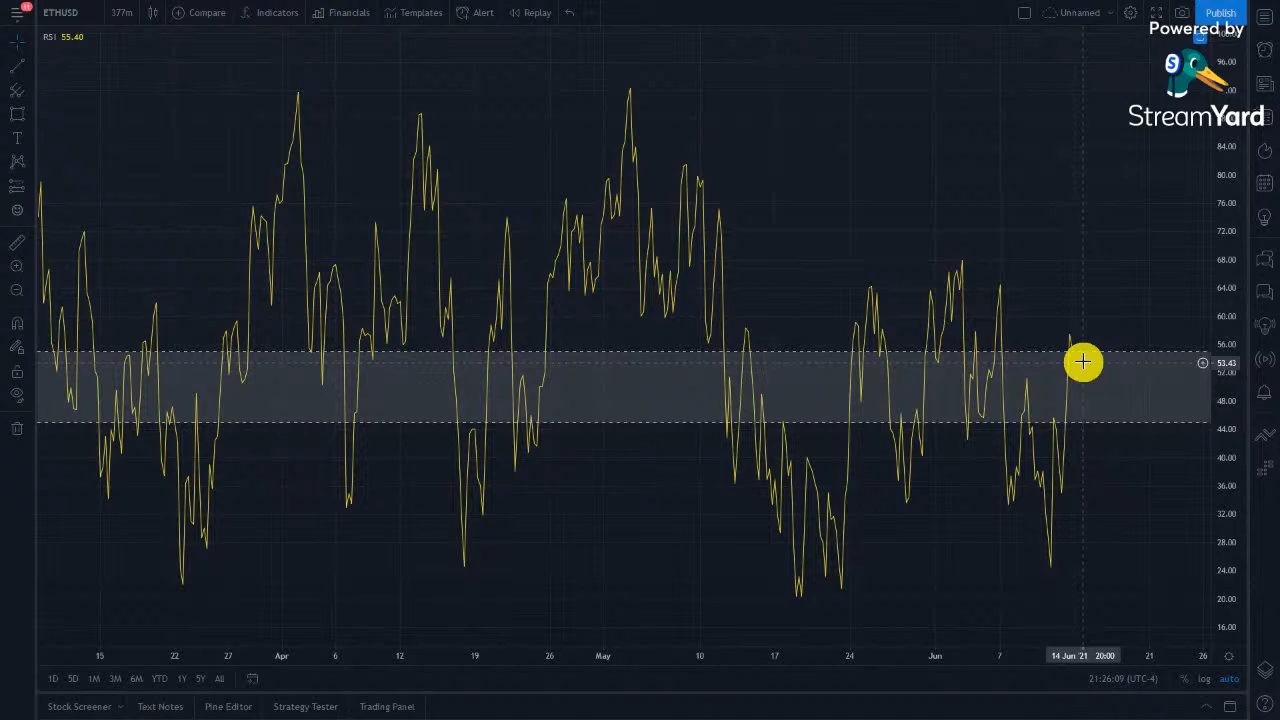 11
ETHUSD
377m
Compare
Indicators
Financials
Templates
Alert
Replay
Unnamed
Publish
Powered by
StreamYard
RSI 55.40
96.00
84.00
80.00
76.00
72.00
68.00
64.00
60.00
56.00
53.43
52.00
48.00
44.00
40.00
36.00
32.00
28.00
24.00
20.00
16.00
15 22 27 Apr 6 12 19 26 May 10 17 24 Jun 7 14 Jun '21 20:00 21 26
1D 5D 1M 3M 6M YTD 1Y 5Y All
21:26:09 (UTC-4) % log auto
Stock Screener Text Notes Pine Editor Strategy Tester Trading Panel